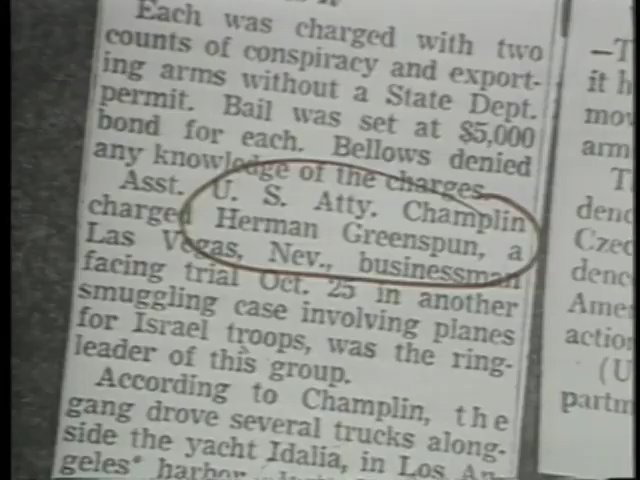 Each was charged with two
counts of conspiracy and export-
ing arms without a State Dept.
permit. Bail was set at $5,000
bond for each. Bellows denied
any knowledge of the charges.
Asst. U. S. Atty. Champlin
charged Herman Greenspun, a
Las Vegas, Nev., businessman
facing trial Oct. 25 in another
smuggling case involving planes
for Israel troops, was the ring-
leader of this group.
According to Champlin, the
gang drove several trucks along-
side the yacht Idalia, in Los An-
geles' harbor
—T
it h
mov
arm
T
denc
Czec
denc
Amer
action
(U
partm